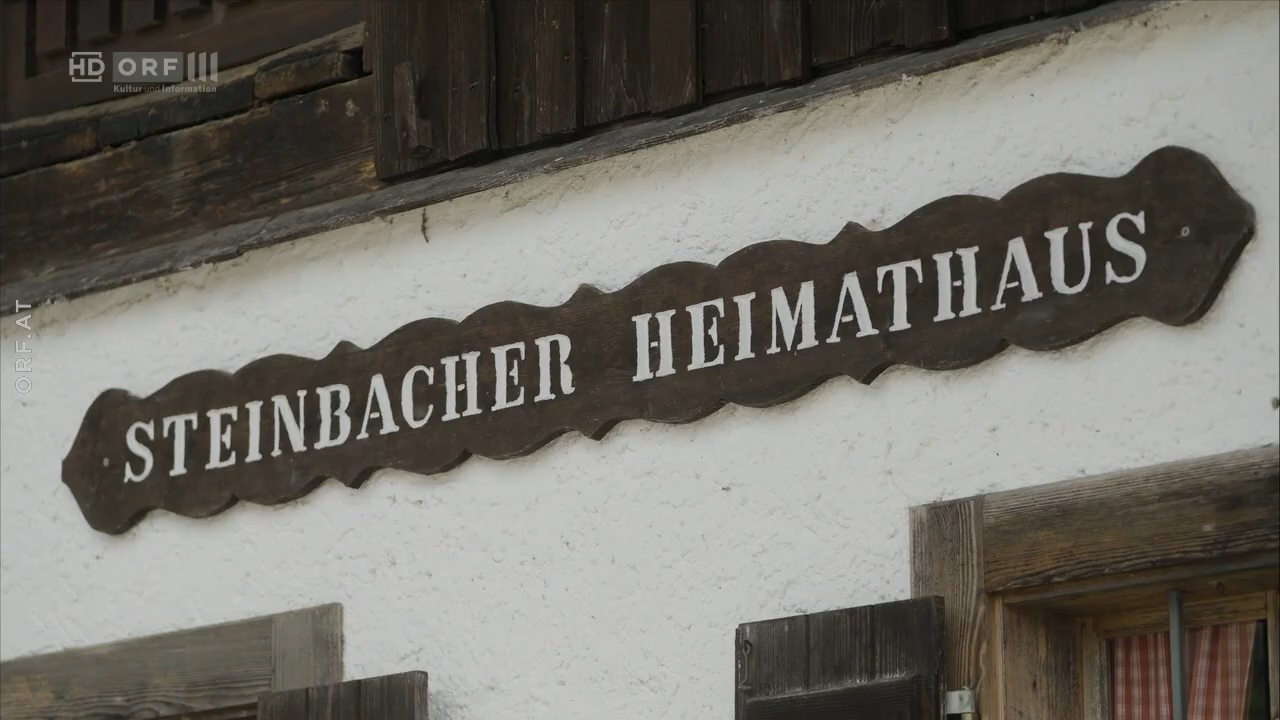 HD ORF III
Kultur und Information
ORF.AT
STEINBACHER HEIMATHAUS